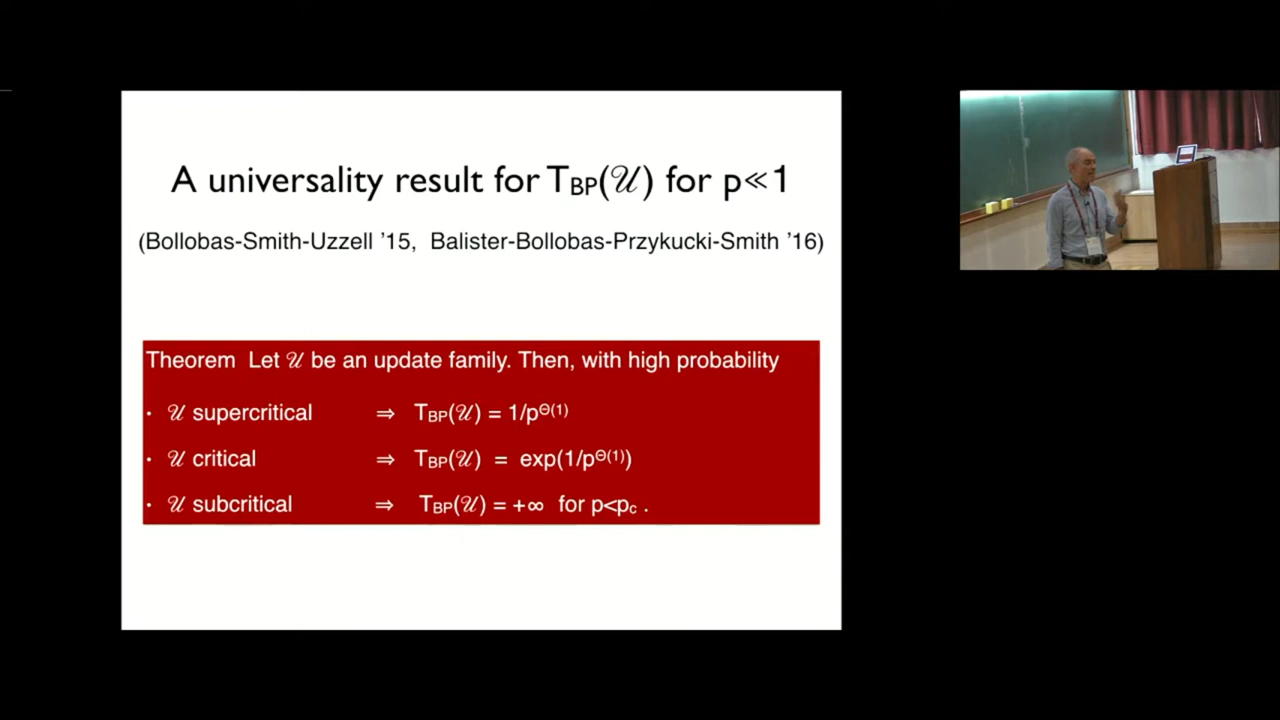 A universality result for T_BP(𝒰) for p≪1
(Bollobas-Smith-Uzzell '15, Balister-Bollobas-Przykucki-Smith '16)
Theorem Let 𝒰 be an update family. Then, with high probability
• 𝒰 supercritical ⇒ T_BP(𝒰) = 1/p^Θ(1)
• 𝒰 critical ⇒ T_BP(𝒰) = exp(1/p^Θ(1))
• 𝒰 subcritical ⇒ T_BP(𝒰) = +∞ for p<p_c .